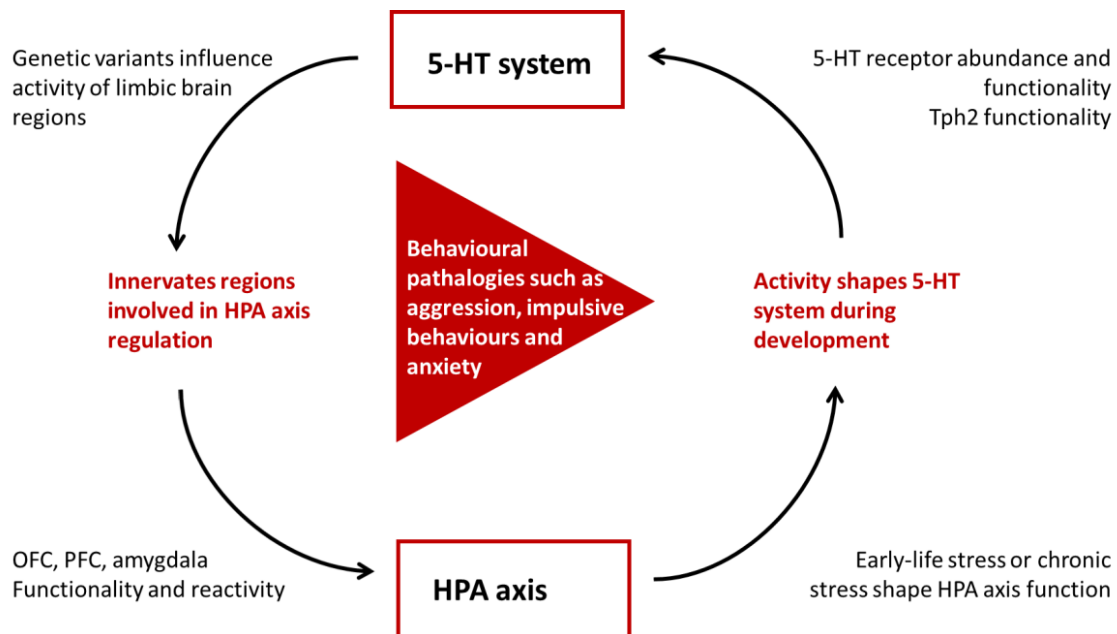 5-HT system
Genetic variants influence
activity of limbic brain
regions
5-HT receptor abundance and
functionality
Tph2 functionality
Innervates regions
involved in HPA axis
regulation
Behavioural
pathalogies such as
aggression, impulsive
behaviours and
anxiety
Activity shapes 5-HT
system during
development
OFC, PFC, amygdala
Functionality and reactivity
HPA axis
Early-life stress or chronic
stress shape HPA axis function